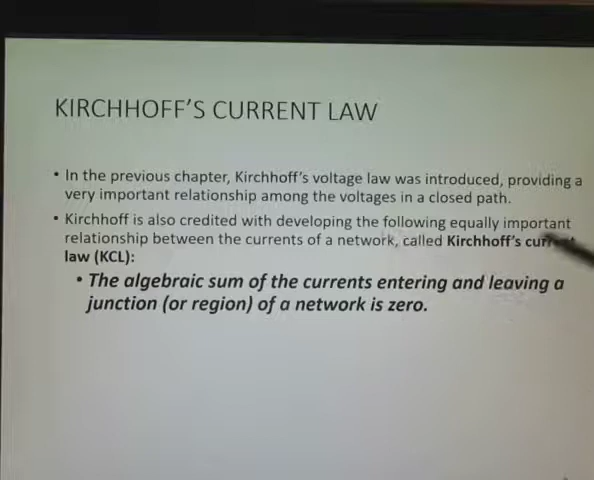 KIRCHHOFF'S CURRENT LAW
• In the previous chapter, Kirchhoff's voltage law was introduced, providing a
very important relationship among the voltages in a closed path.
• Kirchhoff is also credited with developing the following equally important
relationship between the currents of a network, called Kirchhoff's current
law (KCL):
• The algebraic sum of the currents entering and leaving a
junction (or region) of a network is zero.